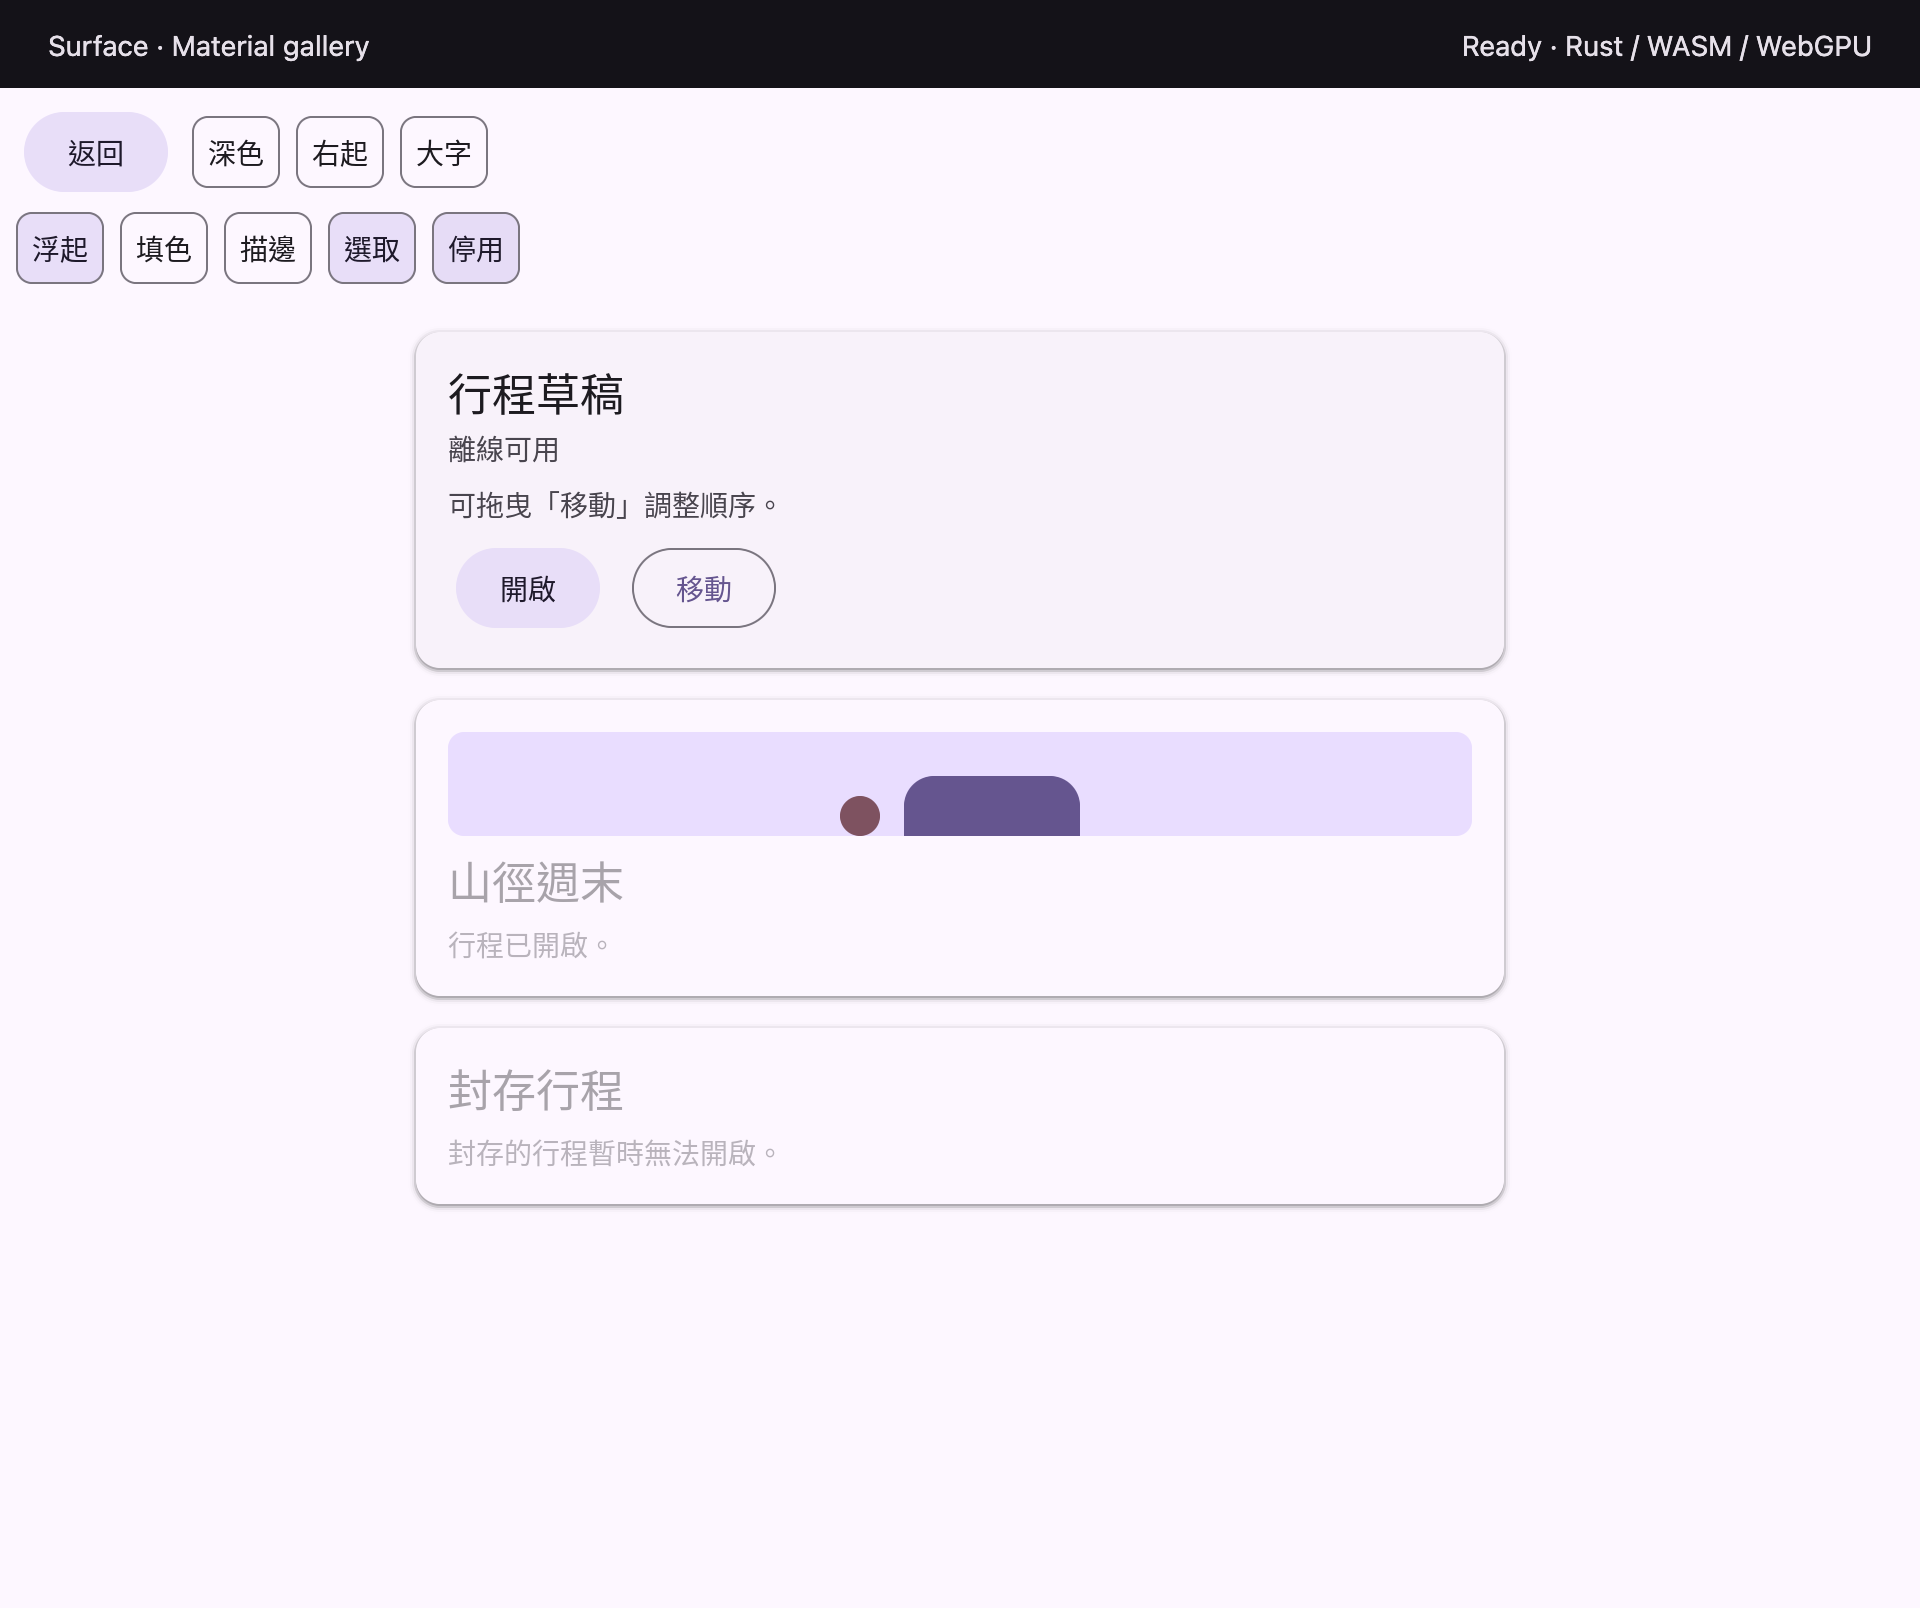 Surface · Material gallery
Ready · Rust / WASM / WebGPU
返回 深色 右起 大字
浮起 填色 描邊 選取 停用
行程草稿
離線可用
可拖曳「移動」調整順序。
開啟 移動
山徑週末
行程已開啟。
封存行程
封存的行程暫時無法開啟。